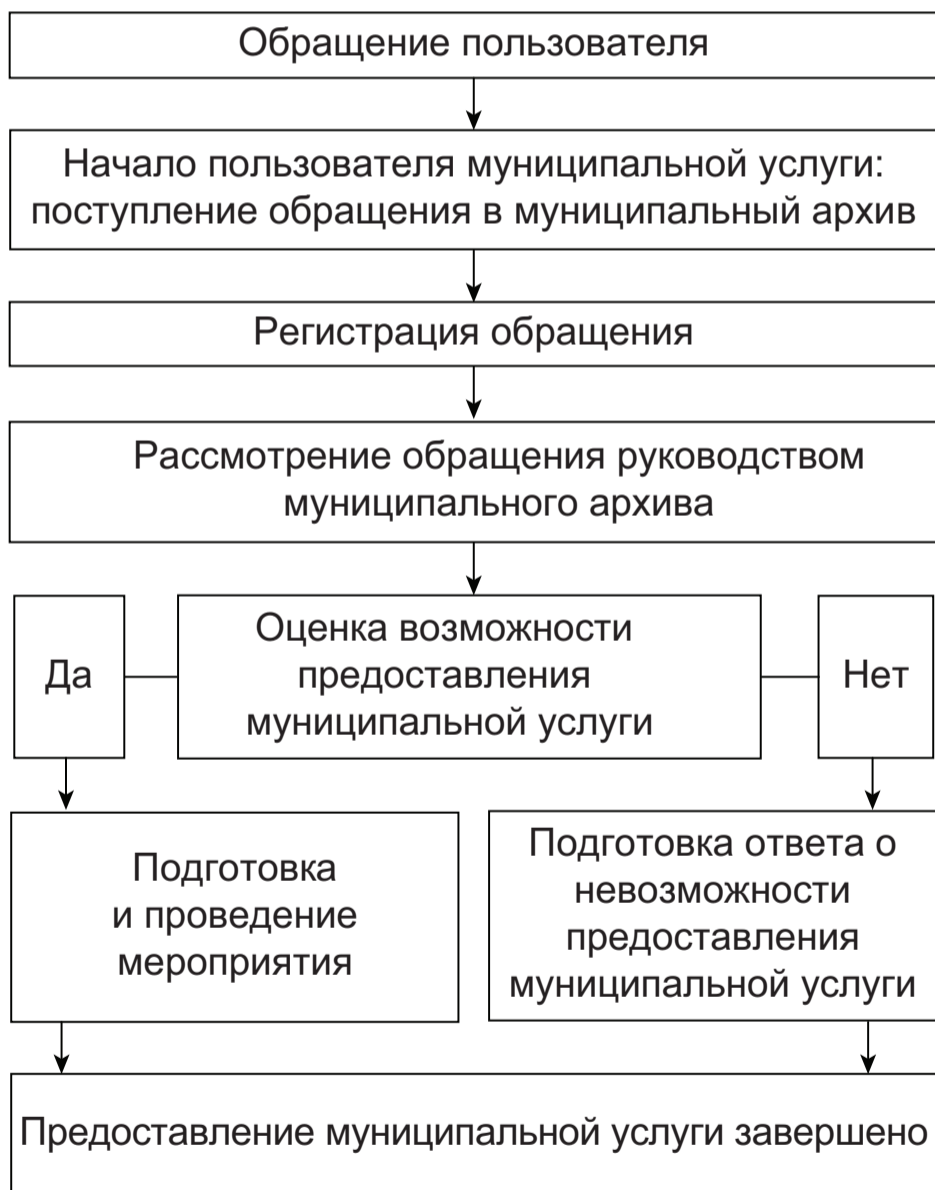 Обращение пользователя
Начало пользователя муниципальной услуги:
поступление обращения в муниципальный архив
Регистрация обращения
Рассмотрение обращения руководством
муниципального архива
Да
Оценка возможности
предоставления
муниципальной услуги
Нет
Подготовка
и проведение
мероприятия
Подготовка ответа о
невозможности
предоставления
муниципальной услуги
Предоставление муниципальной услуги завершено